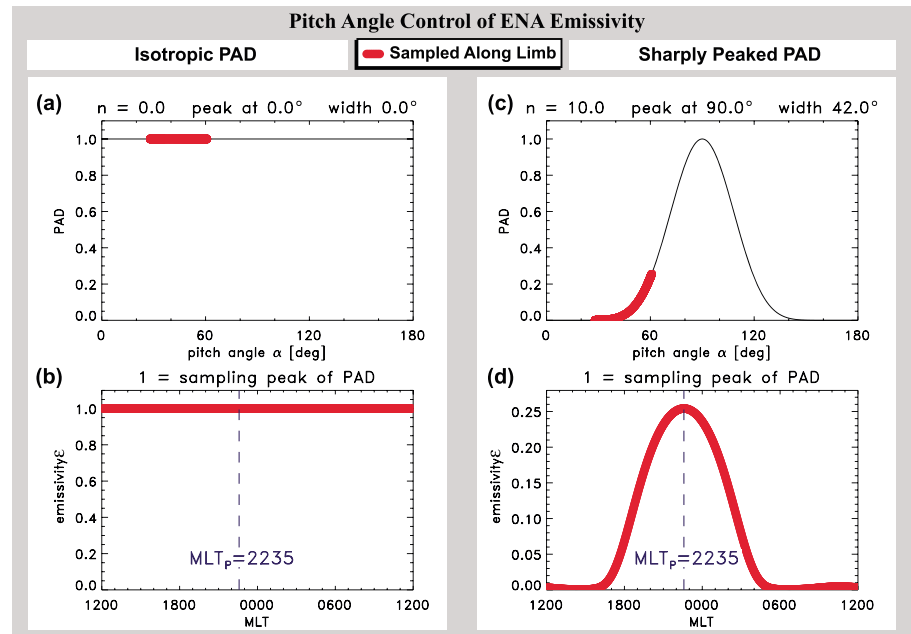 Pitch Angle Control of ENA Emissivity
Isotropic PAD
Sampled Along Limb
Sharply Peaked PAD
(a)
n = 0.0 peak at 0.0° width 0.0°
1.0
0.8
0.6
0.4
0.2
0.0
PAD
0 60 120 180
pitch angle α [deg]
(b)
1 = sampling peak of PAD
1.0
0.8
0.6
0.4
0.2
0.0
emissivityε
MLTP=2235
1200 1800 0000 0600 1200
MLT
(c)
n = 10.0 peak at 90.0° width 42.0°
1.0
0.8
0.6
0.4
0.2
0.0
PAD
0 60 120 180
pitch angle α [deg]
(d)
1 = sampling peak of PAD
0.25
0.20
0.15
0.10
0.05
0.00
emissivityε
MLTP=2235
1200 1800 0000 0600 1200
MLT